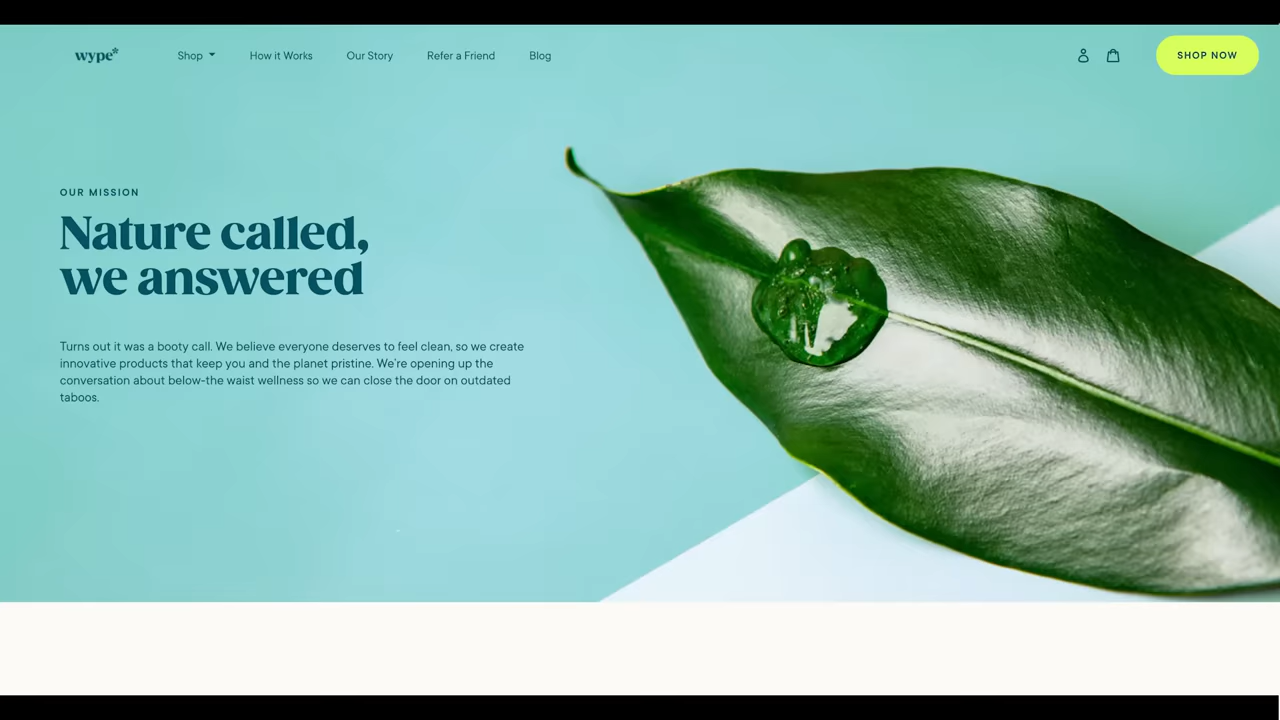 wype*
Shop
How it Works
Our Story
Refer a Friend
Blog
SHOP NOW
OUR MISSION
Nature called,
we answered
Turns out it was a booty call. We believe everyone deserves to feel clean, so we create
innovative products that keep you and the planet pristine. We're opening up the
conversation about below-the waist wellness so we can close the door on outdated
taboos.